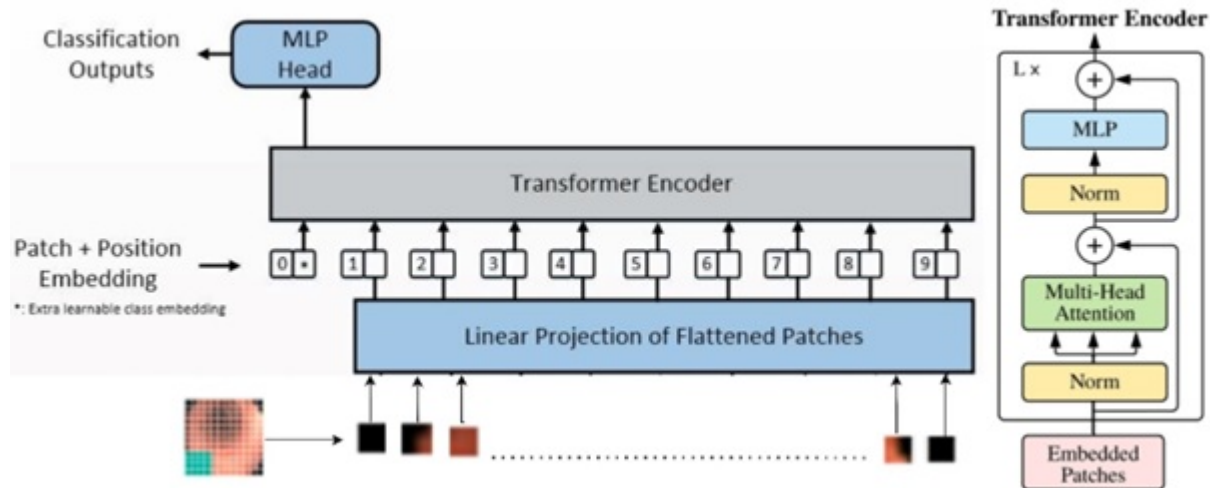 Classification
Outputs
MLP
Head
Transformer Encoder
Patch + Position
Embedding
*: Extra learnable class embedding
0 *
1
2
3
4
5
6
7
8
9
Linear Projection of Flattened Patches
Transformer Encoder
L ×
+
MLP
Norm
+
Multi-Head
Attention
Norm
Embedded
Patches